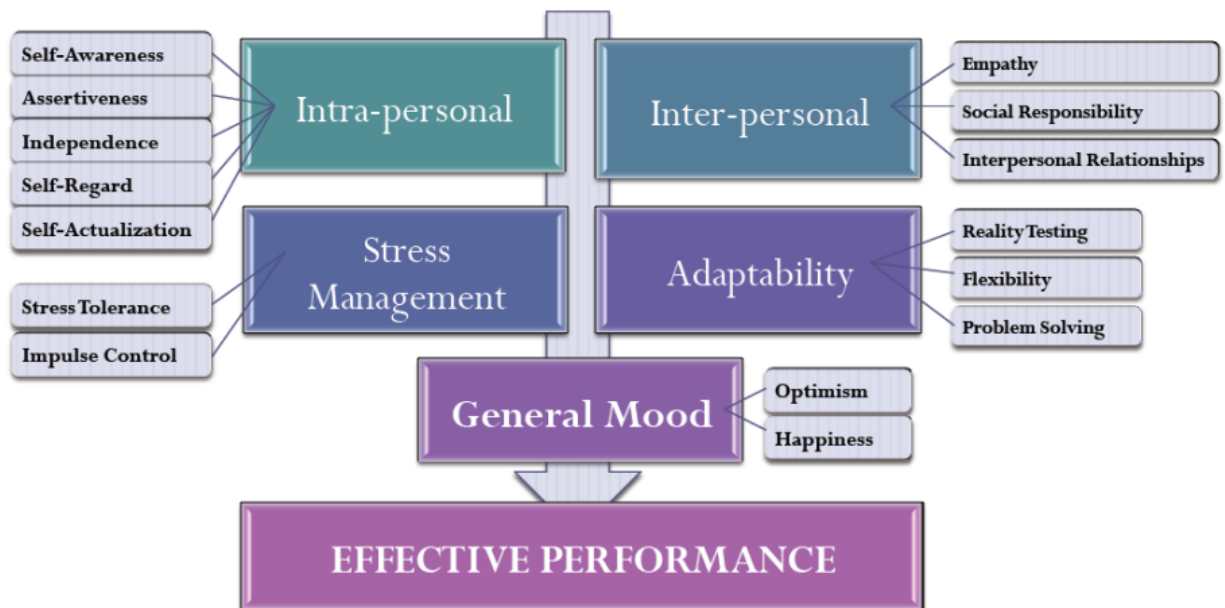 Self-Awareness
Assertiveness
Independence
Self-Regard
Self-Actualization
Intra-personal
Inter-personal
Empathy
Social Responsibility
Interpersonal Relationships
Stress Tolerance
Impulse Control
Stress
Management
Adaptability
Reality Testing
Flexibility
Problem Solving
General Mood
Optimism
Happiness
EFFECTIVE PERFORMANCE